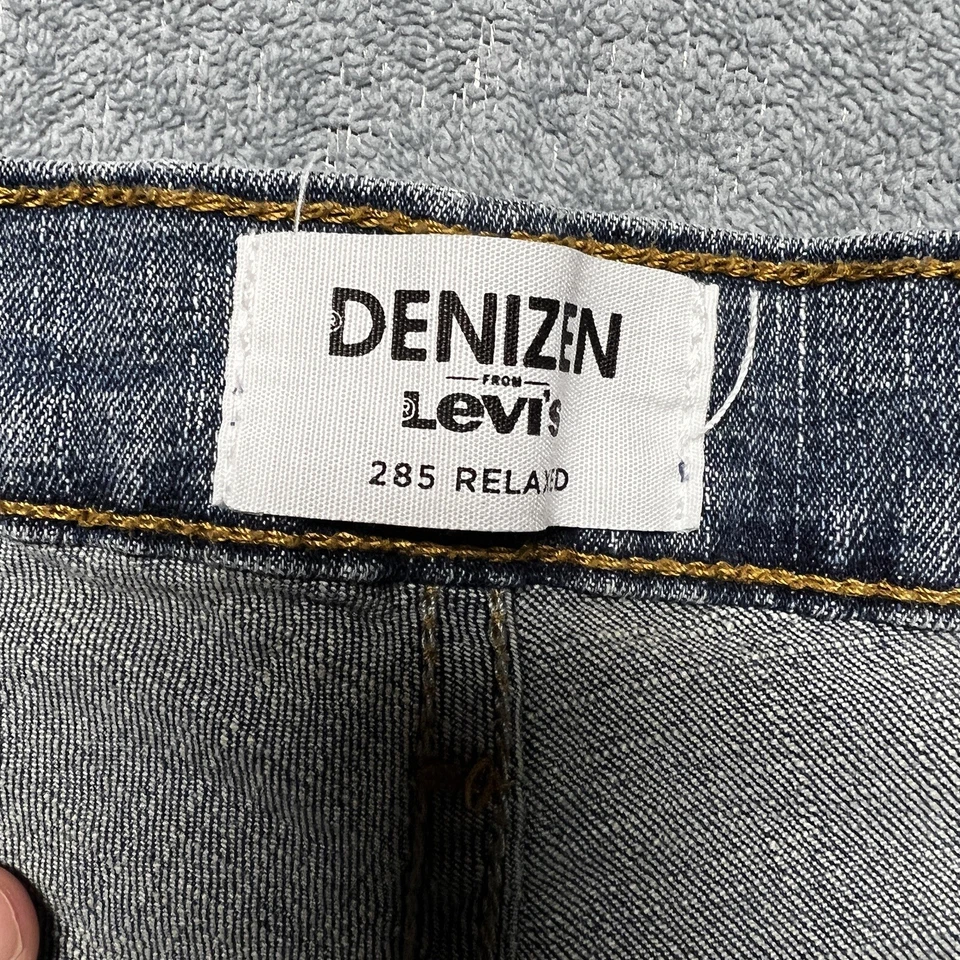 DENIZEN
FROM
Levi's
285 RELAXED